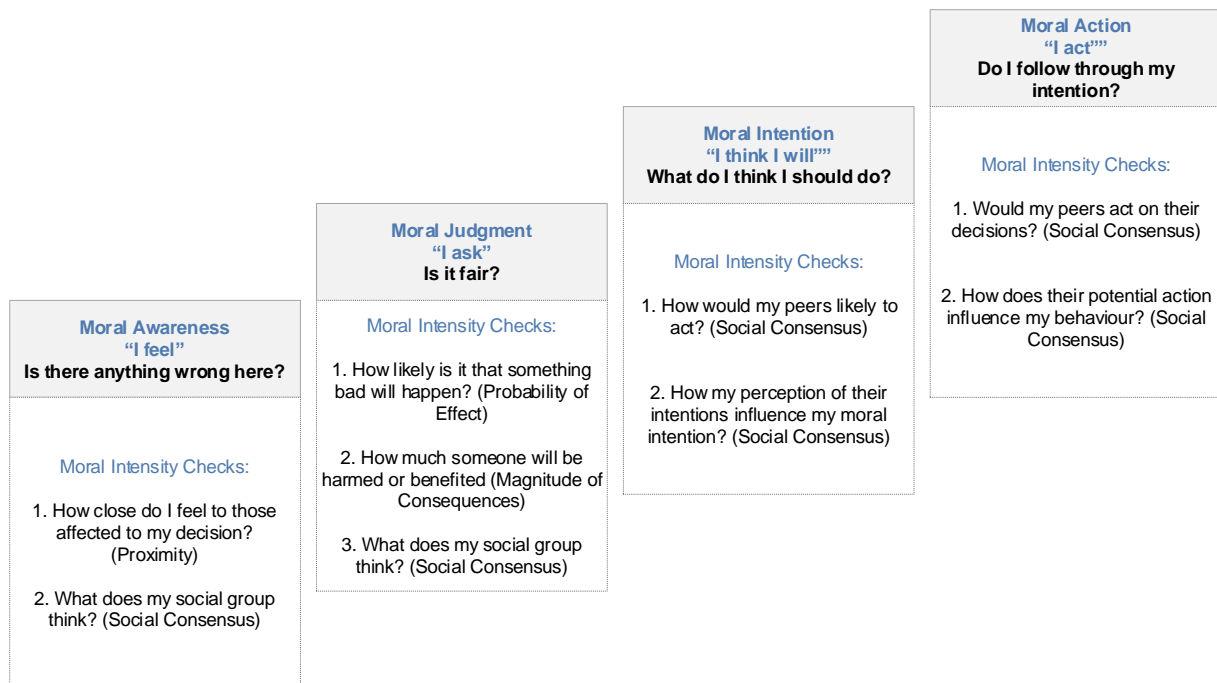 Moral Awareness
“I feel”
Is there anything wrong here?
Moral Intensity Checks:
1. How close do I feel to those
affected to my decision?
(Proximity)
2. What does my social group
think? (Social Consensus)
Moral Judgment
“I ask”
Is it fair?
Moral Intensity Checks:
1. How likely is it that something
bad will happen? (Probability of
Effect)
2. How much someone will be
harmed or benefited (Magnitude of
Consequences)
3. What does my social group
think? (Social Consensus)
Moral Intention
“I think I will””
What do I think I should do?
Moral Intensity Checks:
1. How would my peers likely to
act? (Social Consensus)
2. How my perception of their
intentions influence my moral
intention? (Social Consensus)
Moral Action
“I act””
Do I follow through my
intention?
Moral Intensity Checks:
1. Would my peers act on their
decisions? (Social Consensus)
2. How does their potential action
influence my behaviour? (Social
Consensus)